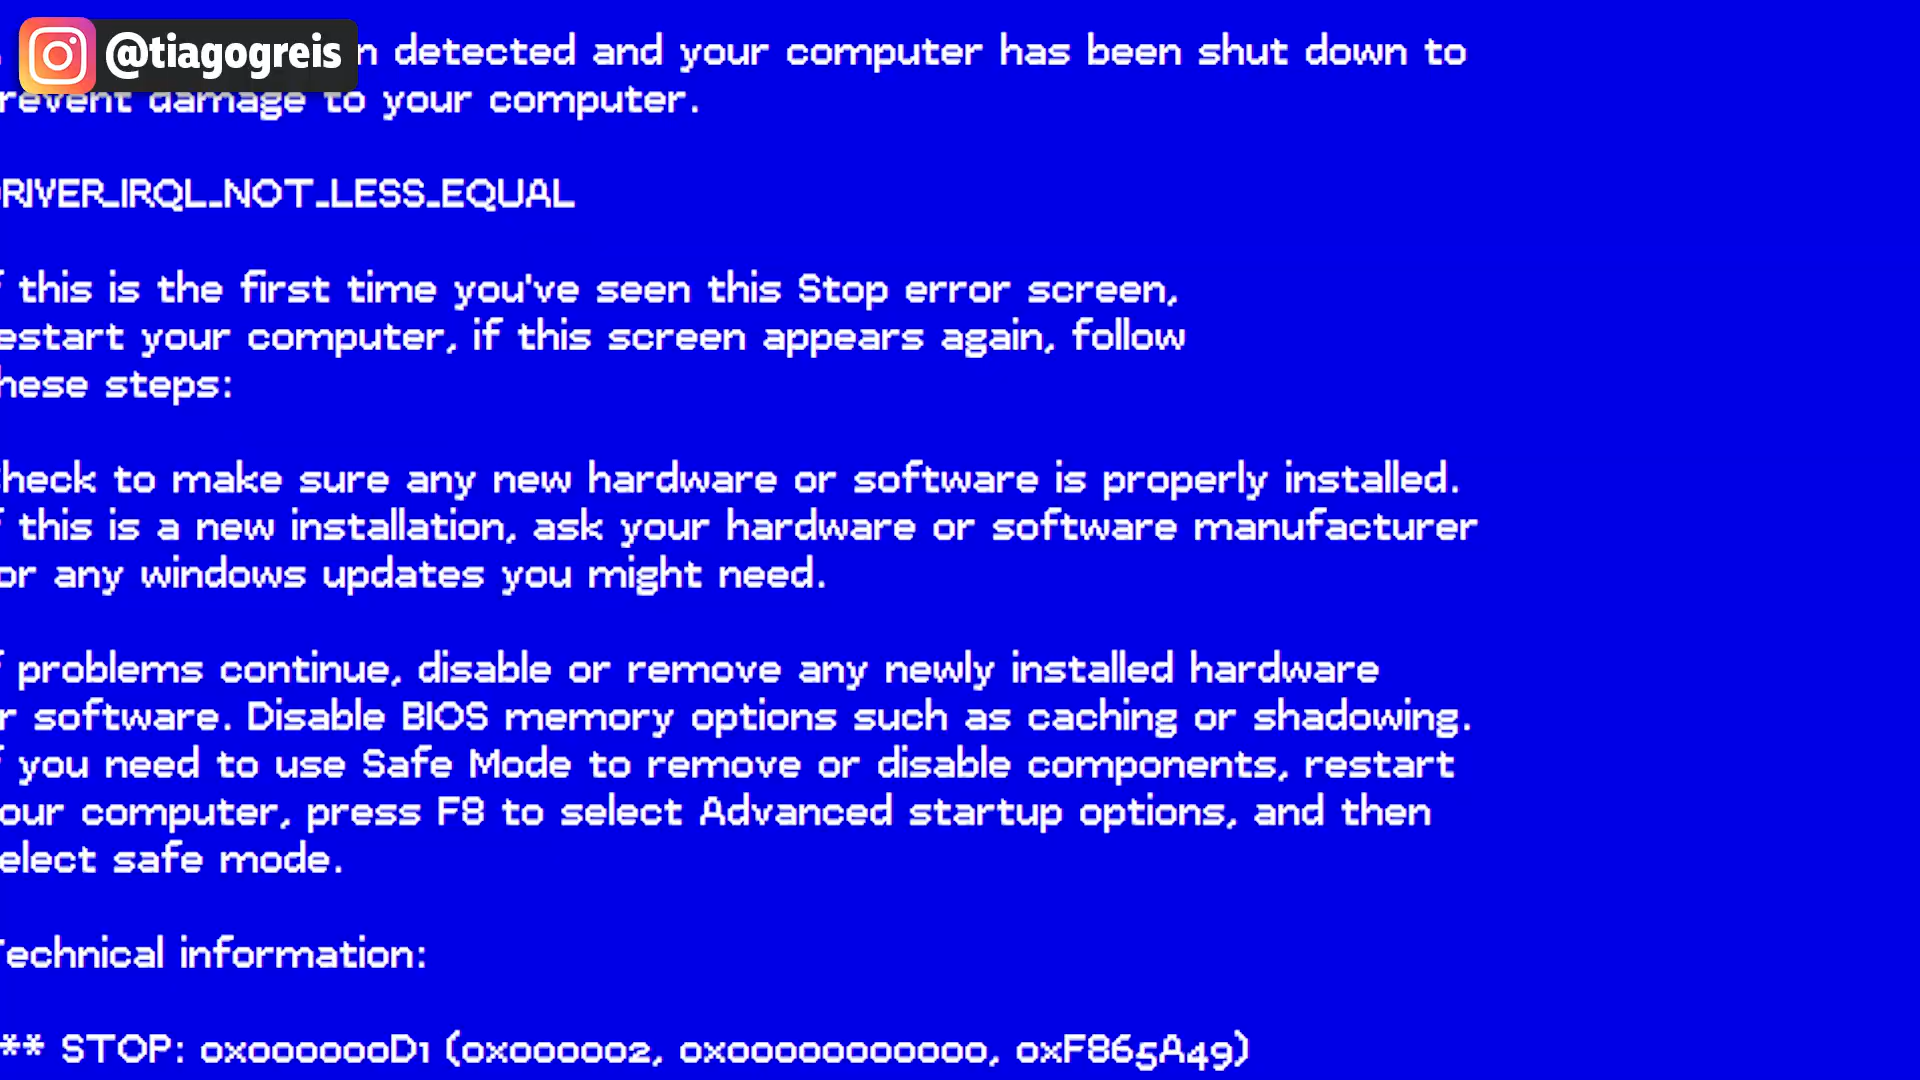 @tiagogreis
n detected and your computer has been shut down to
revent damage to your computer.
RIVER_IRQL_NOT_LESS_EQUAL
f this is the first time you've seen this Stop error screen,
estart your computer, if this screen appears again, follow
hese steps:
heck to make sure any new hardware or software is properly installed.
f this is a new installation, ask your hardware or software manufacturer
or any windows updates you might need.
f problems continue, disable or remove any newly installed hardware
r software. Disable BIOS memory options such as caching or shadowing.
f you need to use Safe Mode to remove or disable components, restart
our computer, press F8 to select Advanced startup options, and then
elect safe mode.
Technical information:
** STOP: 0x000000D1 (0x000002, 0x00000000000, 0xF865A49)